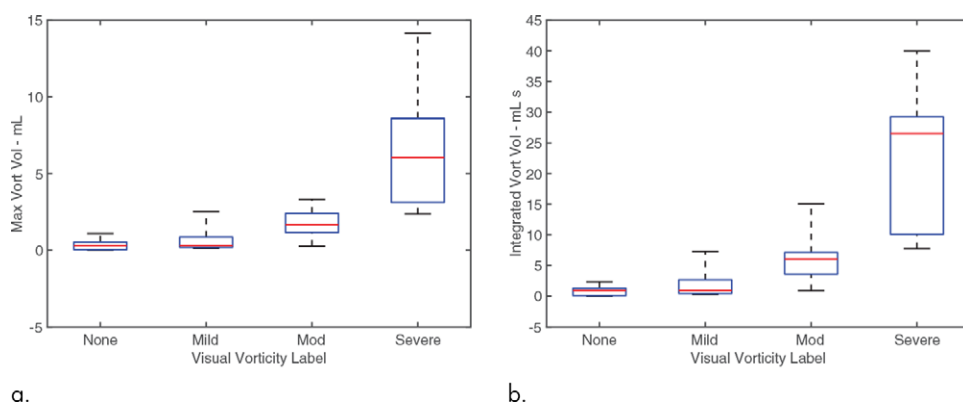 Max Vort Vol - mL
15
10
5
0
-5
None Mild Mod Severe
Visual Vorticity Label
a.
Integrated Vort Vol - mL s
45
40
35
30
25
20
15
10
5
0
-5
None Mild Mod Severe
Visual Vorticity Label
b.